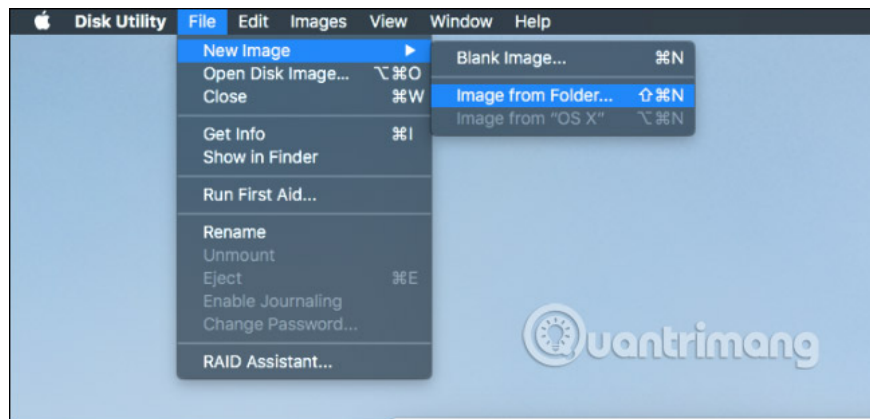 Disk Utility File Edit Images View Window Help
New Image ▶
Open Disk Image... ⌥⌘O
Close ⌘W
Get Info ⌘I
Show in Finder
Run First Aid...
Rename
Unmount
Eject ⌘E
Enable Journaling
Change Password...
RAID Assistant...
Blank Image... ⌘N
Image from Folder... ⇧⌘N
Image from “OS X” ⌥⌘N
Quantrimang